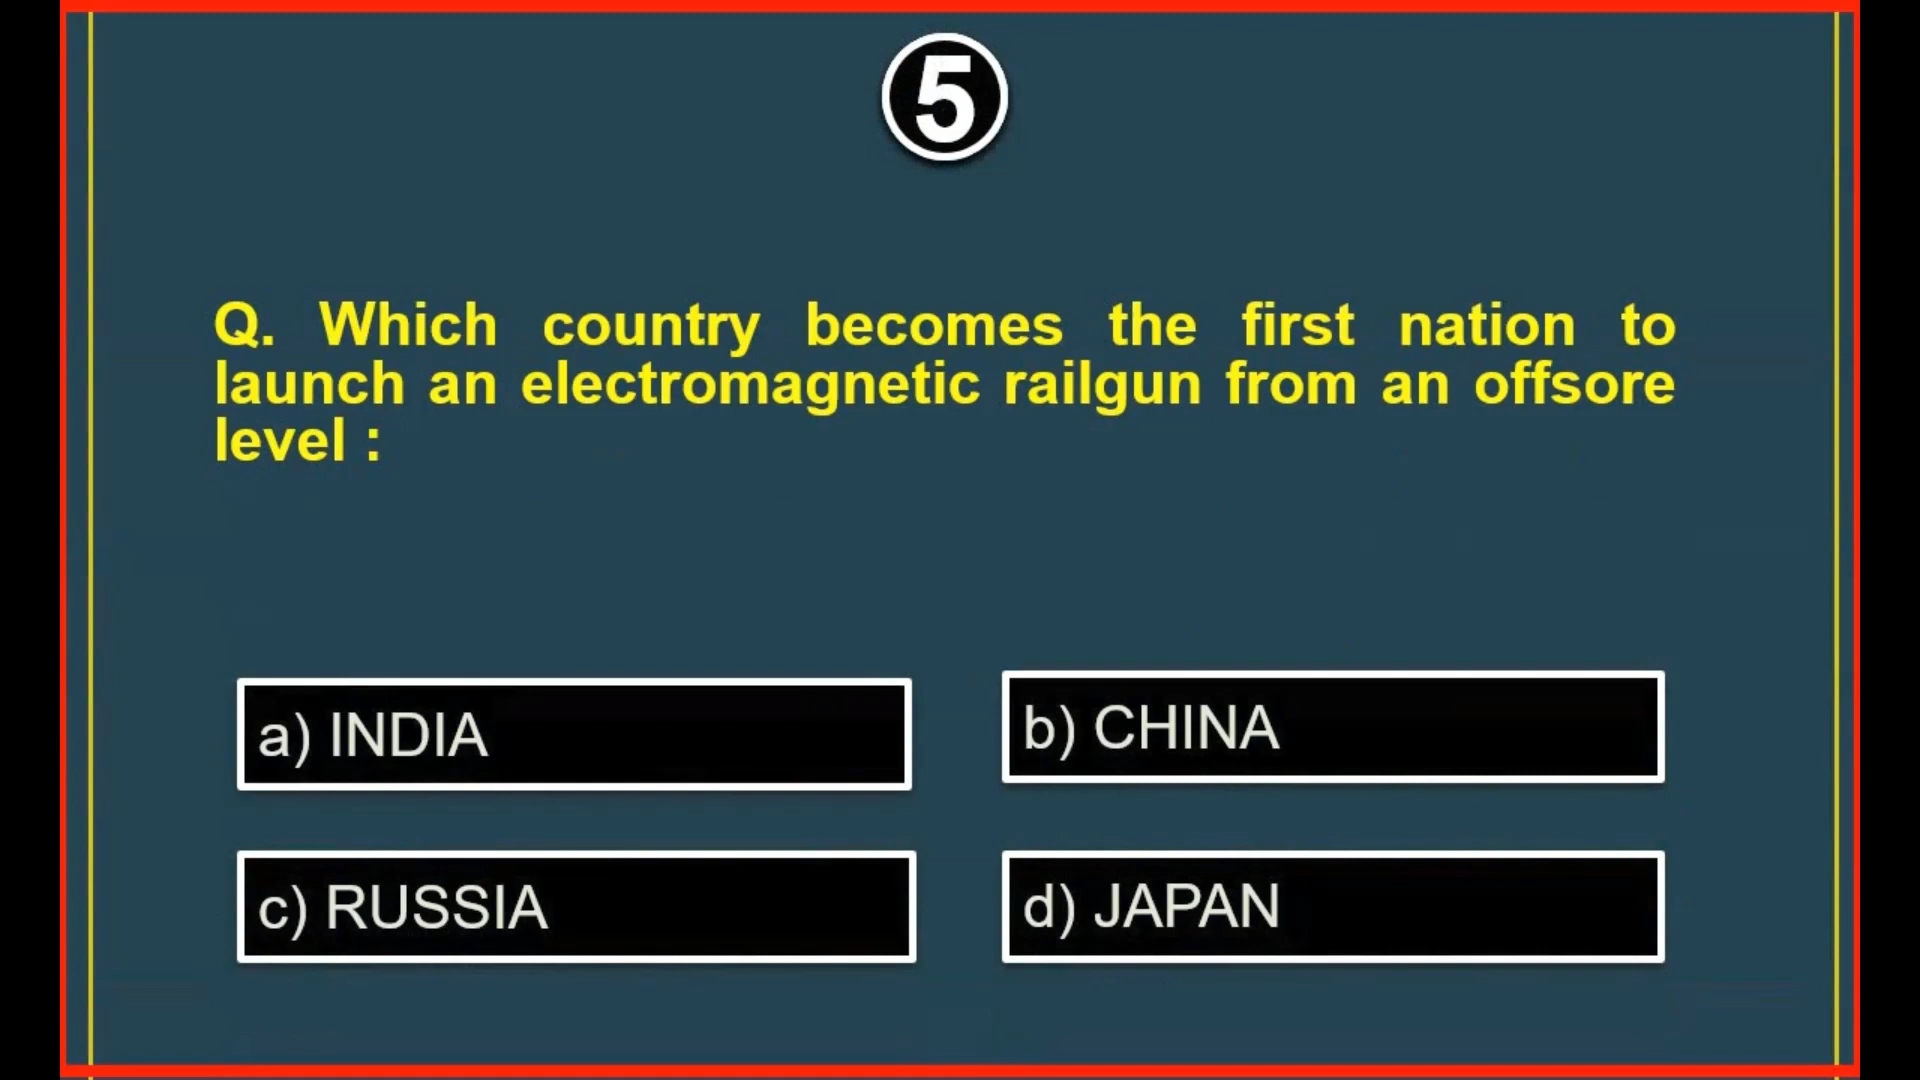 5
Q. Which country becomes the first nation to
launch an electromagnetic railgun from an offsore
level :
a) INDIA
b) CHINA
c) RUSSIA
d) JAPAN